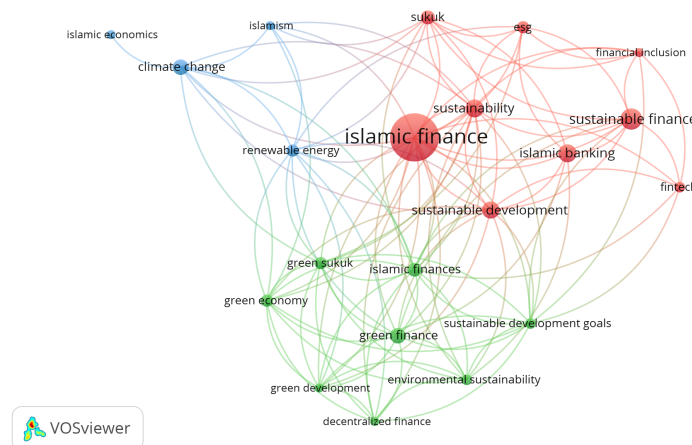 sukuk
islamism
esg
islamic economics
financial inclusion
climate change
sustainability
sustainable finance
islamic finance
renewable energy
islamic banking
fintech
sustainable development
green sukuk
islamic finances
green economy
sustainable development goals
green finance
environmental sustainability
green development
decentralized finance
VOSviewer